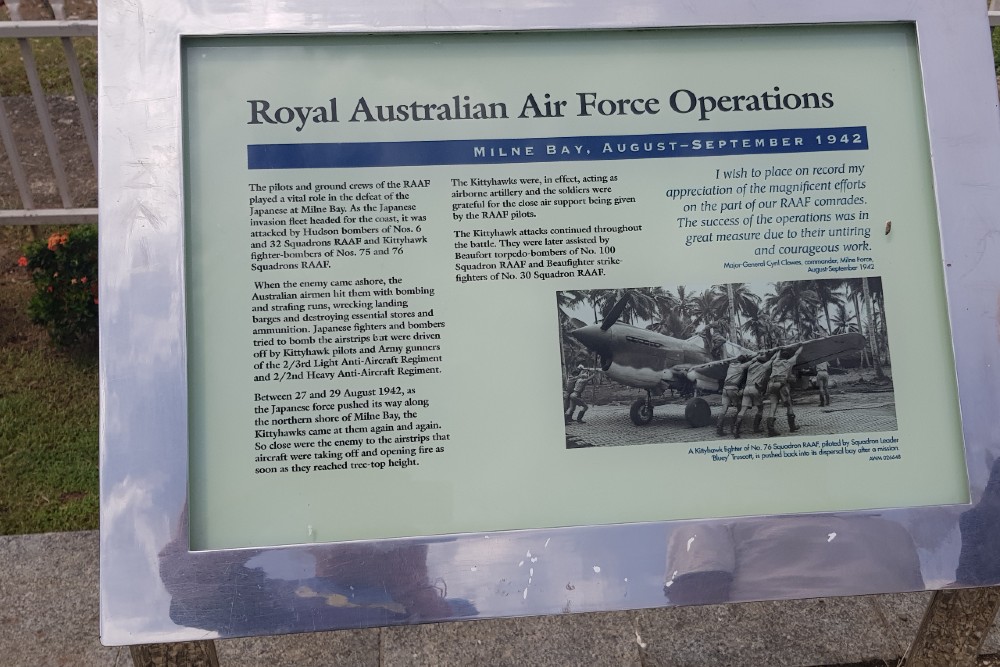 Royal Australian Air Force Operations
MILNE BAY, AUGUST–SEPTEMBER 1942
The pilots and ground crews of the RAAF
played a vital role in the defeat of the
Japanese at Milne Bay. As the Japanese
invasion fleet headed for the coast, it was
attacked by Hudson bombers of Nos. 6
and 32 Squadrons RAAF and Kittyhawk
fighter-bombers of Nos. 75 and 76
Squadrons RAAF.
When the enemy came ashore, the
Australian airmen hit them with bombing
and strafing runs, wrecking landing
barges and destroying essential stores and
ammunition. Japanese fighters and bombers
tried to bomb the airstrips but were driven
off by Kittyhawk pilots and Army gunners
of the 2/3rd Light Anti-Aircraft Regiment
and 2/2nd Heavy Anti-Aircraft Regiment.
Between 27 and 29 August 1942, as
the Japanese force pushed its way along
the northern shore of Milne Bay, the
Kittyhawks came at them again and again.
So close were the enemy to the airstrips that
aircraft were taking off and opening fire as
soon as they reached tree-top height.
The Kittyhawks were, in effect, acting as
airborne artillery and the soldiers were
grateful for the close air support being given
by the RAAF pilots.
The Kittyhawk attacks continued throughout
the battle. They were later assisted by
Beaufort torpedo-bombers of No. 100
Squadron RAAF and Beaufighter strike-
fighters of No. 30 Squadron RAAF.
I wish to place on record my
appreciation of the magnificent efforts
on the part of our RAAF comrades.
The success of the operations was in
great measure due to their untiring
and courageous work.
Major-General Cyril Clowes, commander, Milne Force,
August-September 1942
A Kittyhawk fighter of No. 76 Squadron RAAF, piloted by Squadron Leader
'Bluey' Truscott, is pushed back into its dispersal bay after a mission.
AWM 026648